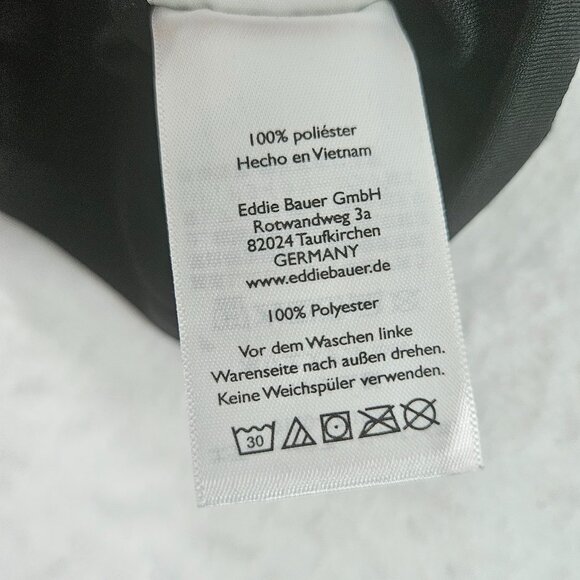 100% poliéster
Hecho en Vietnam
Eddie Bauer GmbH
Rotwandweg 3a
82024 Taufkirchen
GERMANY
www.eddiebauer.de
100% Polyester
Vor dem Waschen linke
Warenseite nach außen drehen.
Keine Weichspüler verwenden.
30